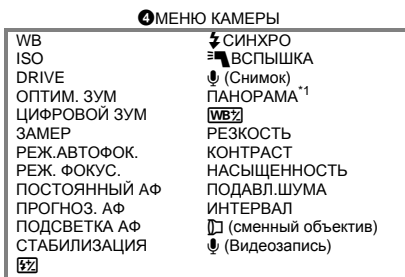 ❹МЕНЮ КАМЕРЫ
WB
ISO
DRIVE
ОПТИМ. ЗУМ
ЦИФРОВОЙ ЗУМ
ЗАМЕР
РЕЖ.АВТОФОК.
РЕЖ. ФОКУС.
ПОСТОЯННЫЙ АФ
ПРОГНОЗ. АФ
ПОДСВЕТКА АФ
СТАБИЛИЗАЦИЯ
СИНХРО
ВСПЫШКА
(Снимок)
ПАНОРАМА*1
WB
РЕЗКОСТЬ
КОНТРАСТ
НАСЫЩЕННОСТЬ
ПОДАВЛ.ШУМА
ИНТЕРВАЛ
(сменный объектив)
(Видеозапись)